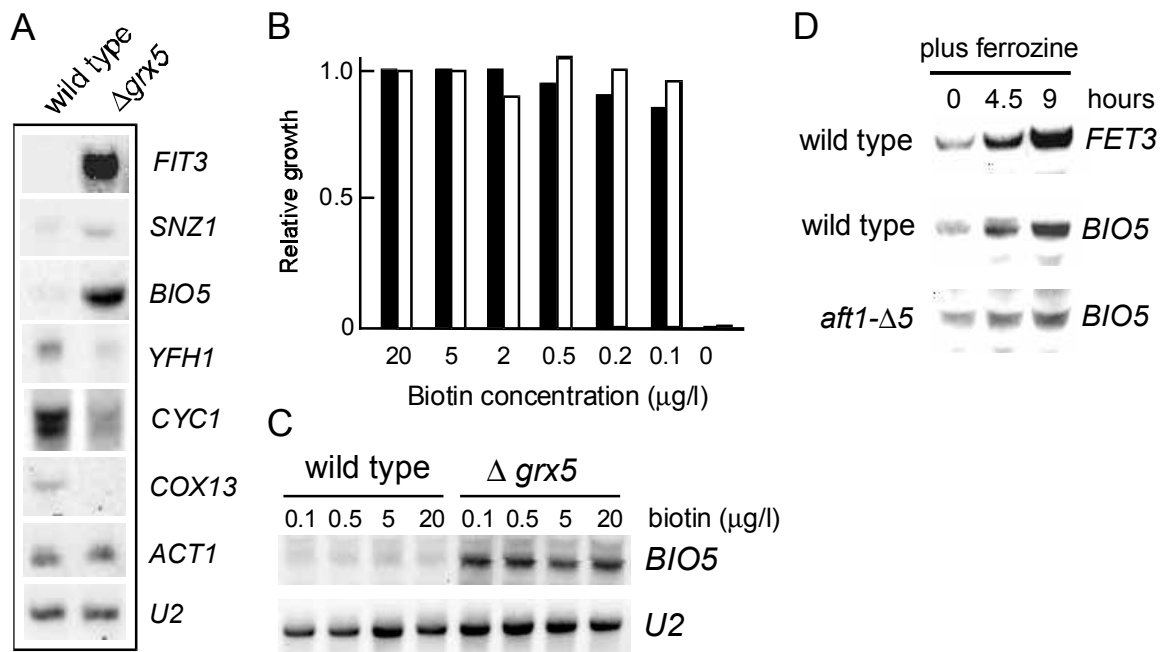 A
wild type
Δgrx5
FIT3
SNZ1
BIO5
YFH1
CYC1
COX13
ACT1
U2
B
Relative growth
1.0
0.5
0
20 5 2 0.5 0.2 0.1 0
Biotin concentration (μg/l)
C
wild type Δ grx5
0.1 0.5 5 20 0.1 0.5 5 20 biotin (μg/l)
BIO5
U2
D
plus ferrozine
0 4.5 9 hours
wild type FET3
wild type BIO5
aft1-Δ5 BIO5